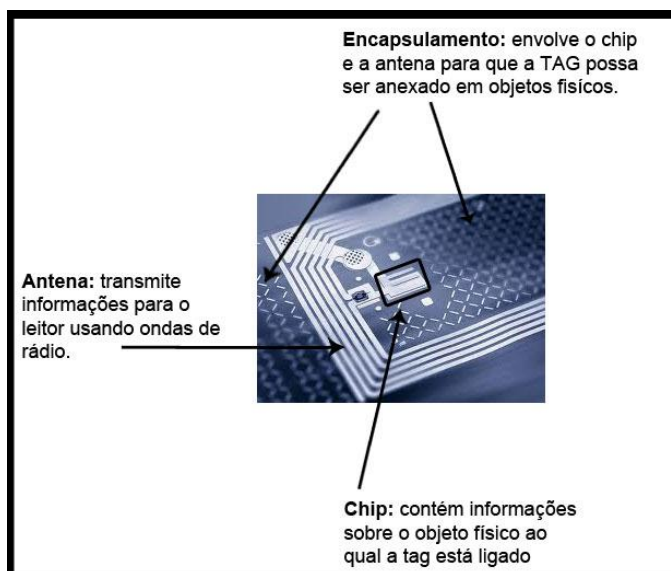 Encapsulamento: envolve o chip
e a antena para que a TAG possa
ser anexado em objetos fisícos.
Antena: transmite
informações para o
leitor usando ondas de
rádio.
Chip: contém informações
sobre o objeto físico ao
qual a tag está ligado